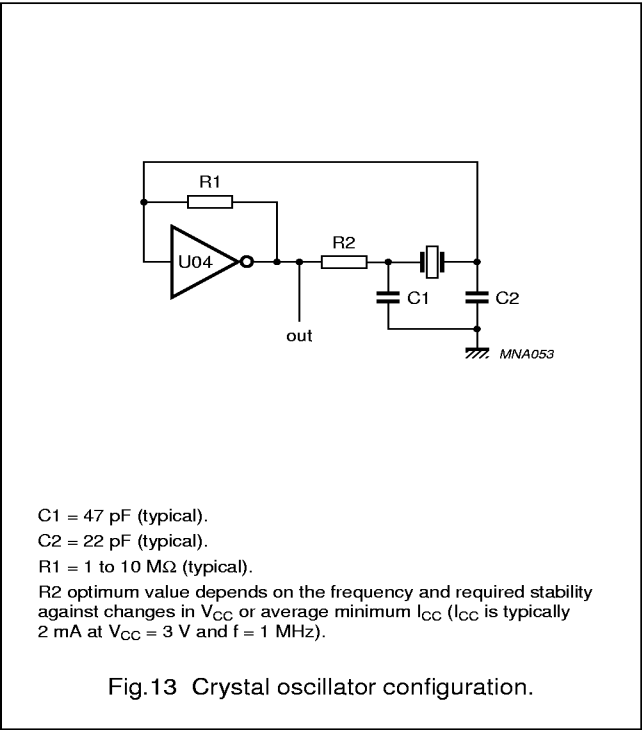 R1
U04
R2
C1
C2
out
MNA053
C1 = 47 pF (typical).
C2 = 22 pF (typical).
R1 = 1 to 10 MΩ (typical).
R2 optimum value depends on the frequency and required stability
against changes in VCC or average minimum ICC (ICC is typically
2 mA at VCC = 3 V and f = 1 MHz).
Fig.13 Crystal oscillator configuration.